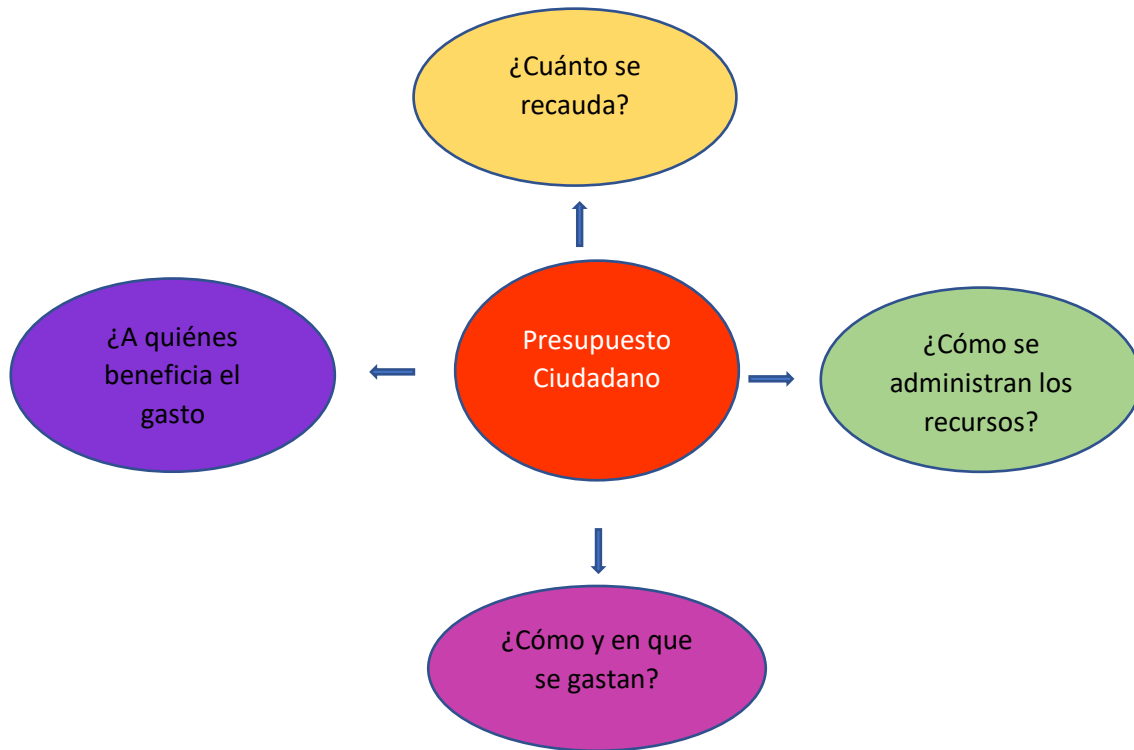 ¿Cuánto se
recauda?
¿A quiénes
beneficia el
gasto
Presupuesto
Ciudadano
¿Cómo se
administran los
recursos?
¿Cómo y en que
se gastan?